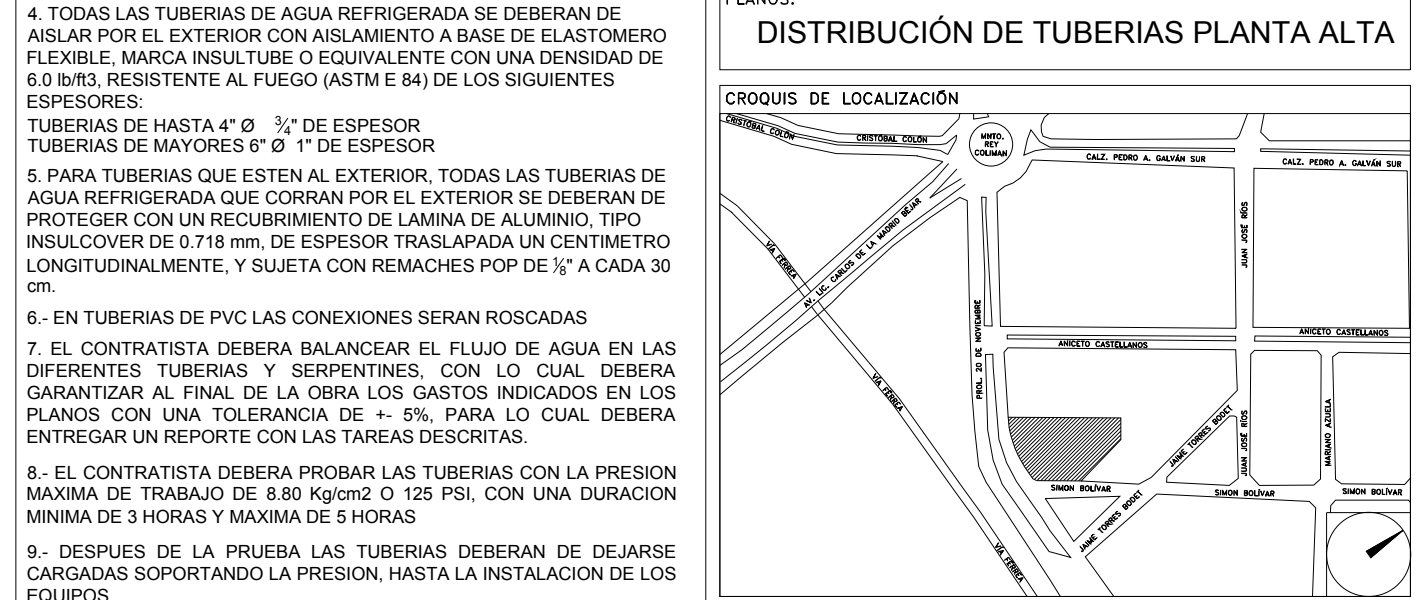 4. TODAS LAS TUBERIAS DE AGUA REFRIGERADA SE DEBERAN DE
AISLAR POR EL EXTERIOR CON AISLAMIENTO A BASE DE ELASTOMERO
FLEXIBLE, MARCA INSULTUBE O EQUIVALENTE CON UNA DENSIDAD DE
6.0 lb/ft3, RESISTENTE AL FUEGO (ASTM E 84) DE LOS SIGUIENTES
ESPESORES:
TUBERIAS DE HASTA 4" Ø ¾" DE ESPESOR
TUBERIAS DE MAYORES 6" Ø 1" DE ESPESOR
5. PARA TUBERIAS QUE ESTEN AL EXTERIOR, TODAS LAS TUBERIAS DE
AGUA REFRIGERADA QUE CORRAN POR EL EXTERIOR SE DEBERAN DE
PROTEGER CON UN RECUBRIMIENTO DE LAMINA DE ALUMINIO, TIPO
INSULCOVER DE 0.718 mm, DE ESPESOR TRASLAPADA UN CENTIMETRO
LONGITUDINALMENTE, Y SUJETA CON REMACHES POP DE ⅛" A CADA 30
cm.
6.- EN TUBERIAS DE PVC LAS CONEXIONES SERAN ROSCADAS
7. EL CONTRATISTA DEBERA BALANCEAR EL FLUJO DE AGUA EN LAS
DIFERENTES TUBERIAS Y SERPENTINES, CON LO CUAL DEBERA
GARANTIZAR AL FINAL DE LA OBRA LOS GASTOS INDICADOS EN LOS
PLANOS CON UNA TOLERANCIA DE +- 5%, PARA LO CUAL DEBERA
ENTREGAR UN REPORTE CON LAS TAREAS DESCRITAS.
8.- EL CONTRATISTA DEBERA PROBAR LAS TUBERIAS CON LA PRESION
MAXIMA DE TRABAJO DE 8.80 Kg/cm2 O 125 PSI, CON UNA DURACION
MINIMA DE 3 HORAS Y MAXIMA DE 5 HORAS
9.- DESPUES DE LA PRUEBA LAS TUBERIAS DEBERAN DE DEJARSE
CARGADAS SOPORTANDO LA PRESION, HASTA LA INSTALACION DE LOS
EQUIPOS
PLANOS:
DISTRIBUCIÓN DE TUBERIAS PLANTA ALTA
CROQUIS DE LOCALIZACIÓN
CRISTÓBAL COLÓN
CRISTÓBAL COLÓN
MNTO.
REY
COLIMAN
CALZ. PEDRO A. GALVÁN SUR
CALZ. PEDRO A. GALVÁN SUR
JUAN JOSÉ RÍOS
AV. LIC. CARLOS DE LA MADRID BÉJAR
VÍA FÉRREA
PROL. 20 DE NOVIEMBRE
ANICETO CASTELLANOS
ANICETO CASTELLANOS
VÍA FÉRREA
JAIME TORRES BODET
JUAN JOSÉ RÍOS
MARIANO AZUELA
SIMON BOLÍVAR
SIMON BOLÍVAR
SIMON BOLÍVAR
JAIME TORRES BODET
VÍA FÉRREA